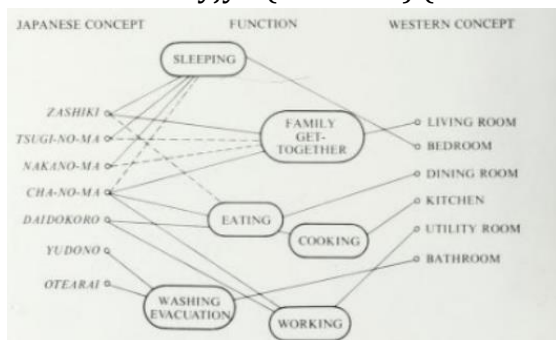 JAPANESE CONCEPT FUNCTION WESTERN CONCEPT
SLEEPING
ZASHIKI
TSUGI-NO-MA
NAKANO-MA
CHA-NO-MA
DAIDOKORO
YUDONO
OTEARAI
FAMILY
GET-
TOGETHER
EATING
COOKING
WASHING
EVACUATION
WORKING
LIVING ROOM
BEDROOM
DINING ROOM
KITCHEN
UTILITY ROOM
BATHROOM